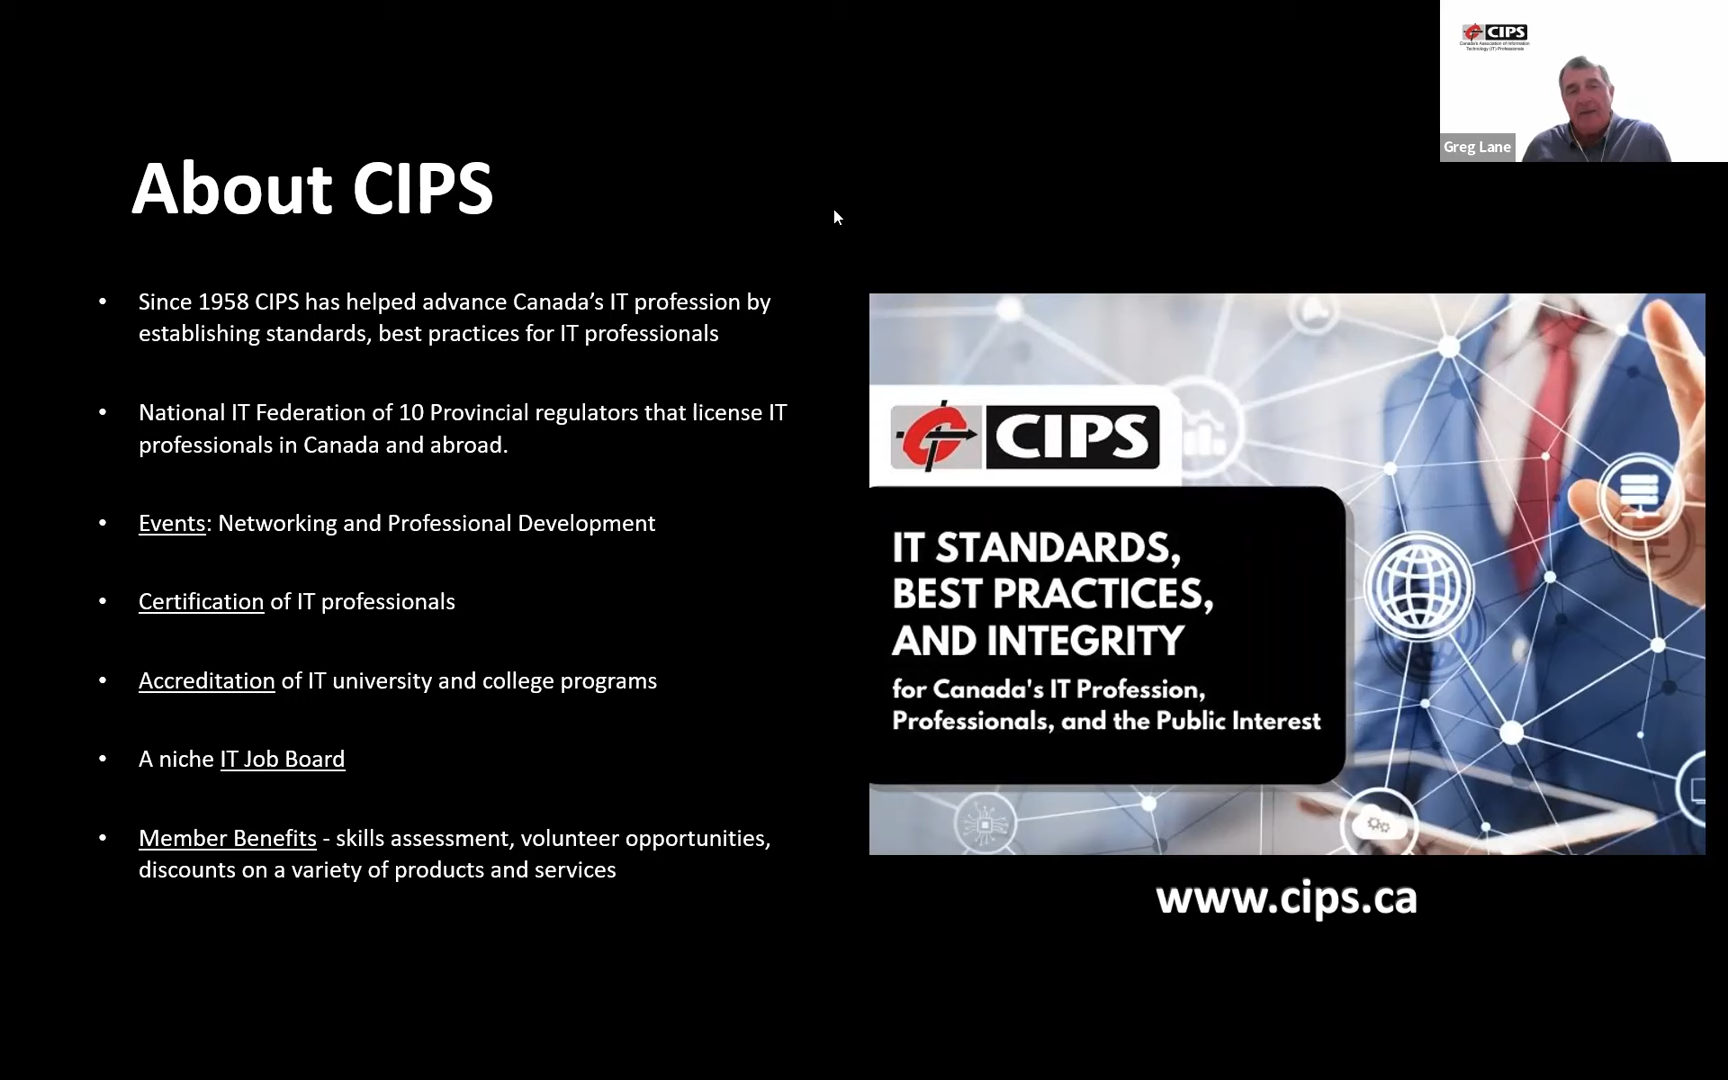 CIPS
Canada's Association of Information
Technology (IT) Professionals
Greg Lane
About CIPS
• Since 1958 CIPS has helped advance Canada’s IT profession by
establishing standards, best practices for IT professionals
• National IT Federation of 10 Provincial regulators that license IT
professionals in Canada and abroad.
• Events: Networking and Professional Development
• Certification of IT professionals
• Accreditation of IT university and college programs
• A niche IT Job Board
• Member Benefits - skills assessment, volunteer opportunities,
discounts on a variety of products and services
CIPS
IT STANDARDS,
BEST PRACTICES,
AND INTEGRITY
for Canada's IT Profession,
Professionals, and the Public Interest
www.cips.ca